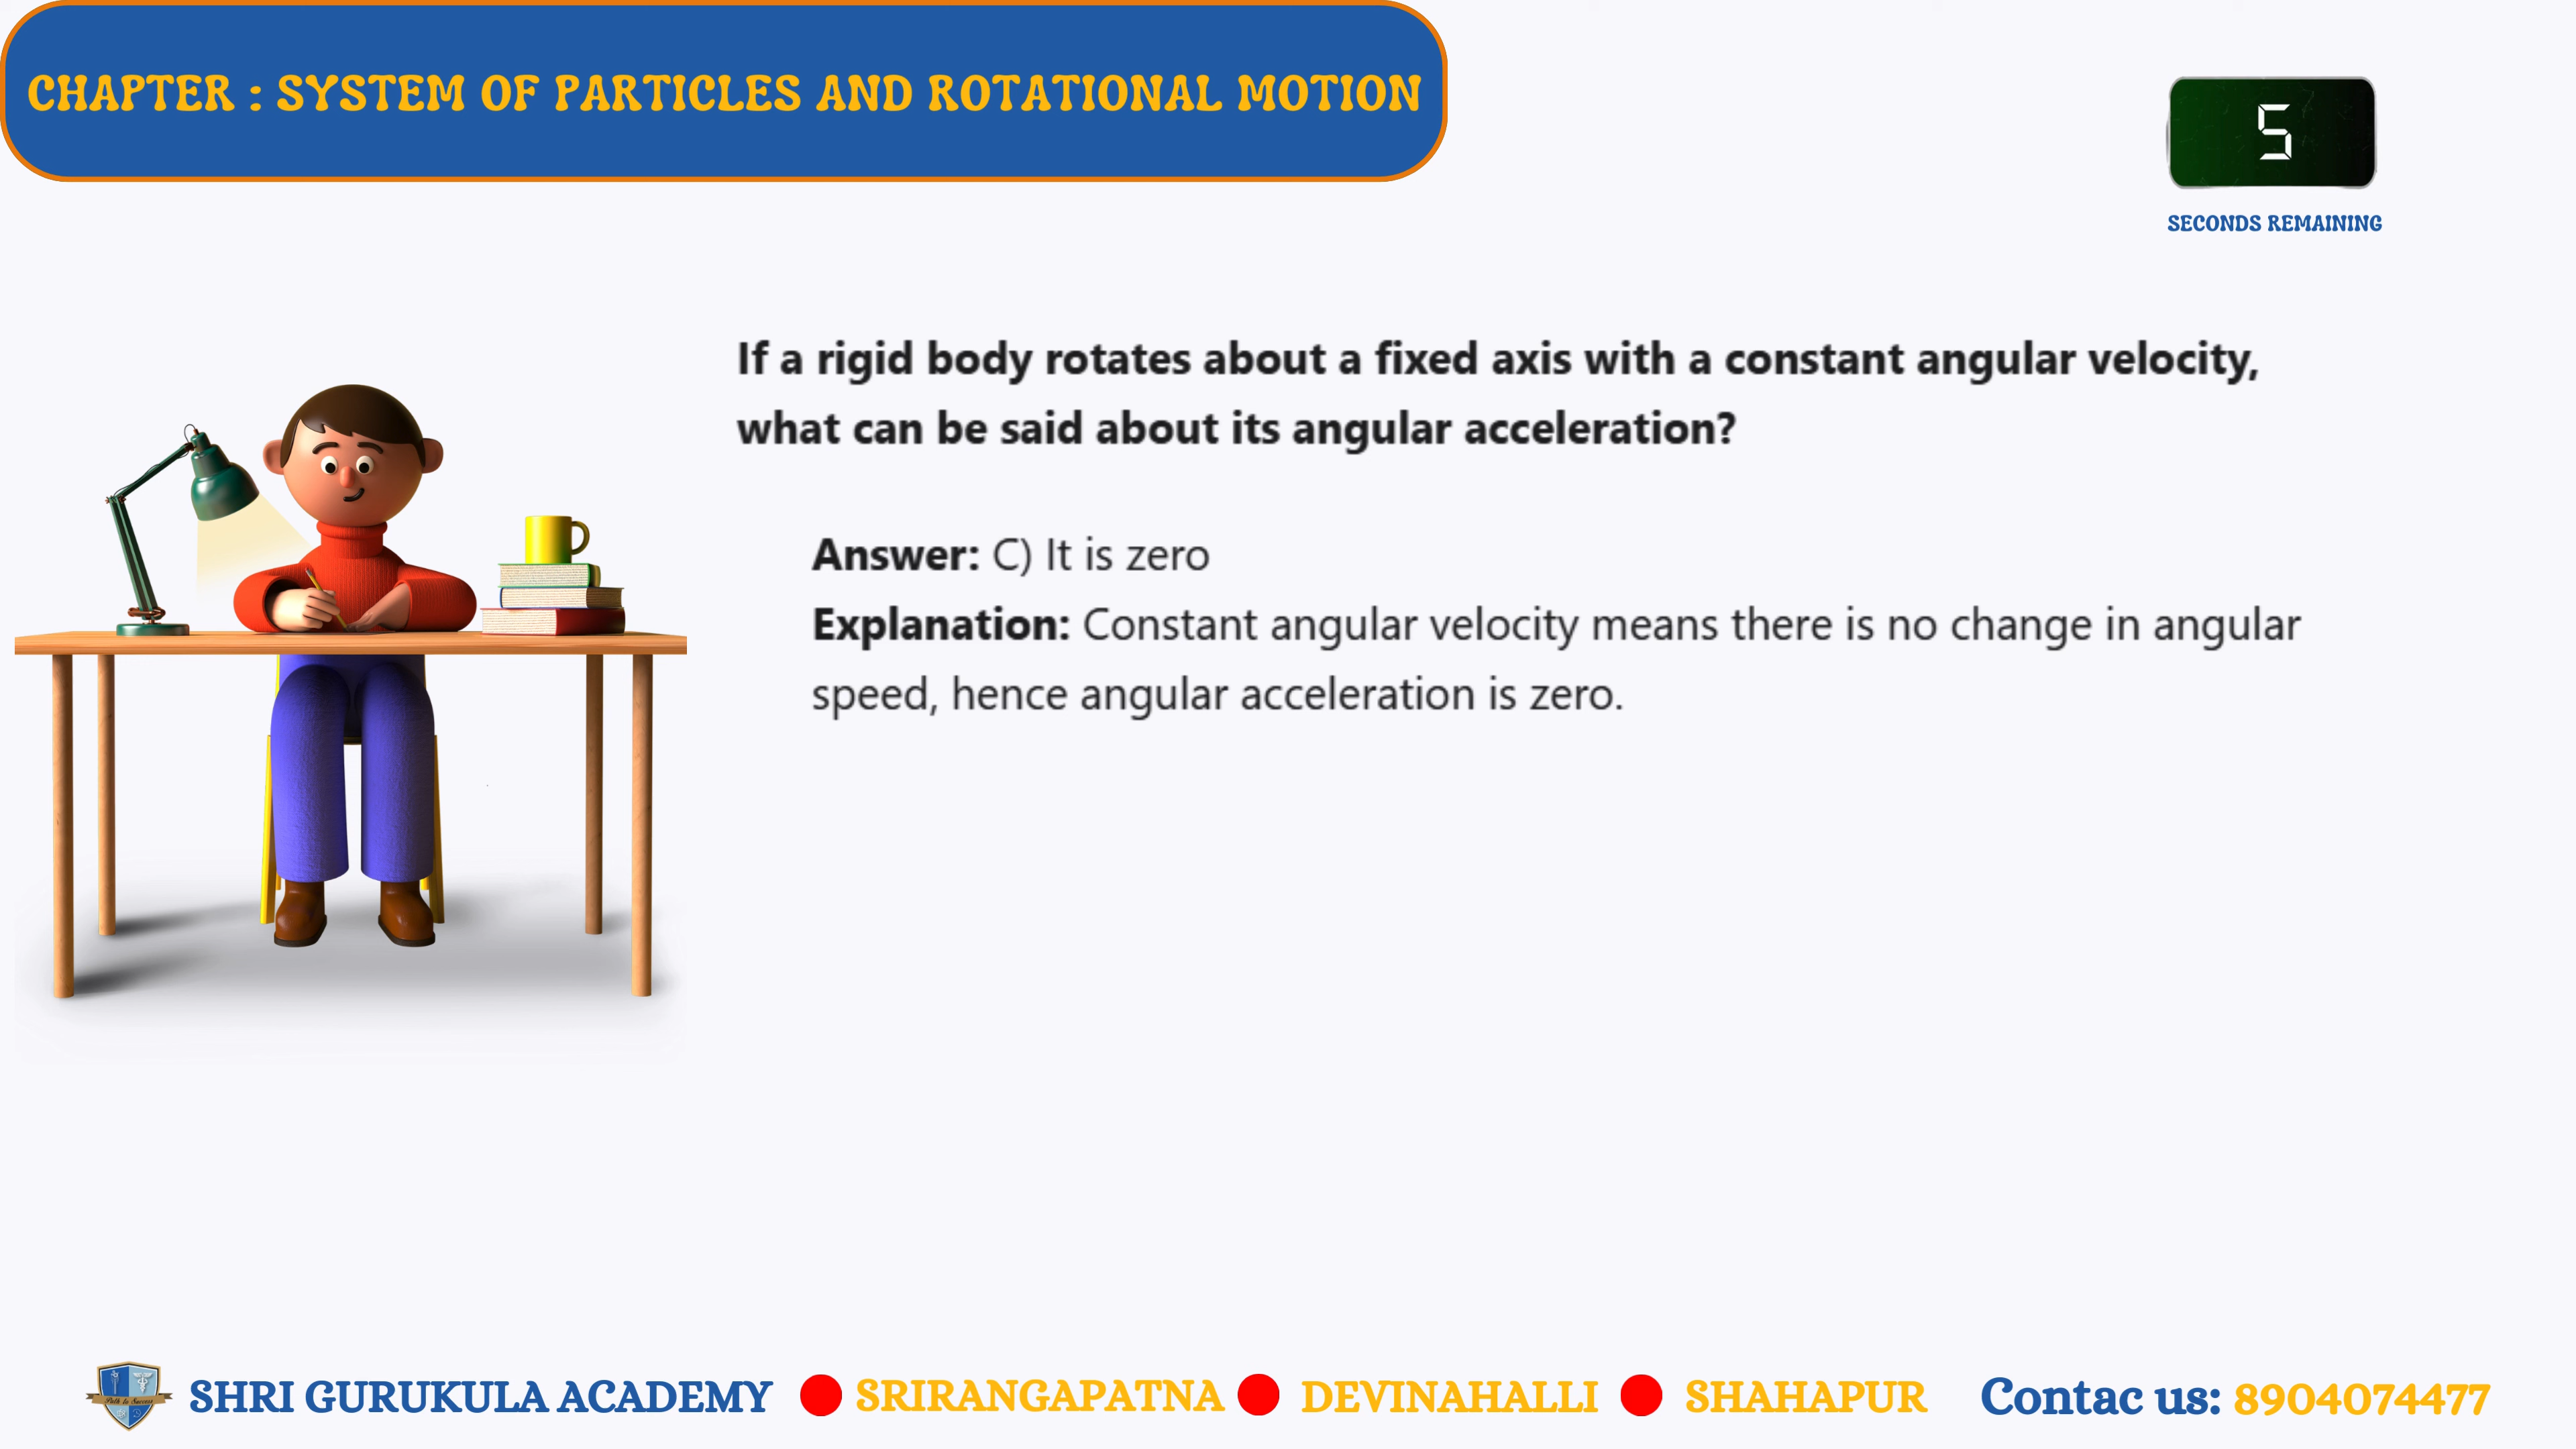 CHAPTER : SYSTEM OF PARTICLES AND ROTATIONAL MOTION
5
SECONDS REMAINING
If a rigid body rotates about a fixed axis with a constant angular velocity,
what can be said about its angular acceleration?
Answer: C) It is zero
Explanation: Constant angular velocity means there is no change in angular
speed, hence angular acceleration is zero.
Path to Success
SHRI GURUKULA ACADEMY SRIRANGAPATNA DEVINAHALLI SHAHAPUR Contac us: 8904074477